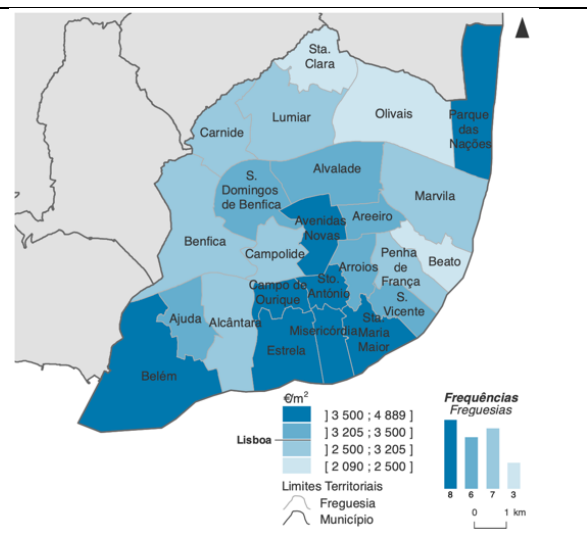 Sta.
Clara
Olivais
Parque
das
Nações
Lumiar
Carnide
Alvalade
S.
Domingos
de Benfica
Marvila
Areeiro
Avenidas
Novas
Benfica
Campolide
Penha
de
França
Beato
Arroios
Sto.
António
Campo de
Ourique
S.
Vicente
Ajuda
Alcântara
Misericórdia
Sta.
Maria
Maior
Estrela
Belém
€/m²
] 3 500 ; 4 889 ]
] 3 205 ; 3 500 ]
Lisboa
] 2 500 ; 3 205 ]
[ 2 090 ; 2 500 ]
Limites Territoriais
Freguesia
Município
Frequências
Freguesias
8 6 7 3
0 1 km